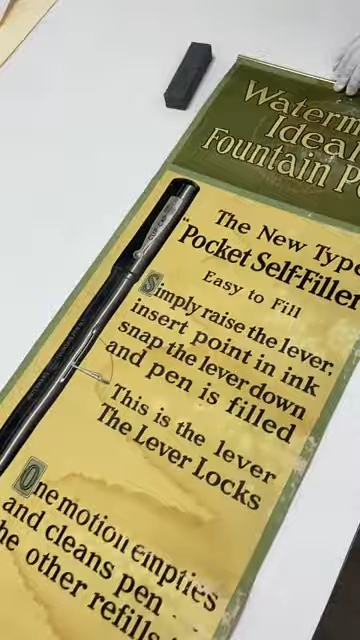 Waterm
Ideal
Fountain P
The New Type
"Pocket Self-Filler
Easy to Fill
Simply raise the lever,
insert point in ink
snap the lever down
and pen is filled
This is the lever
The Lever Locks
One motion empties
and cleans pen
he other refills